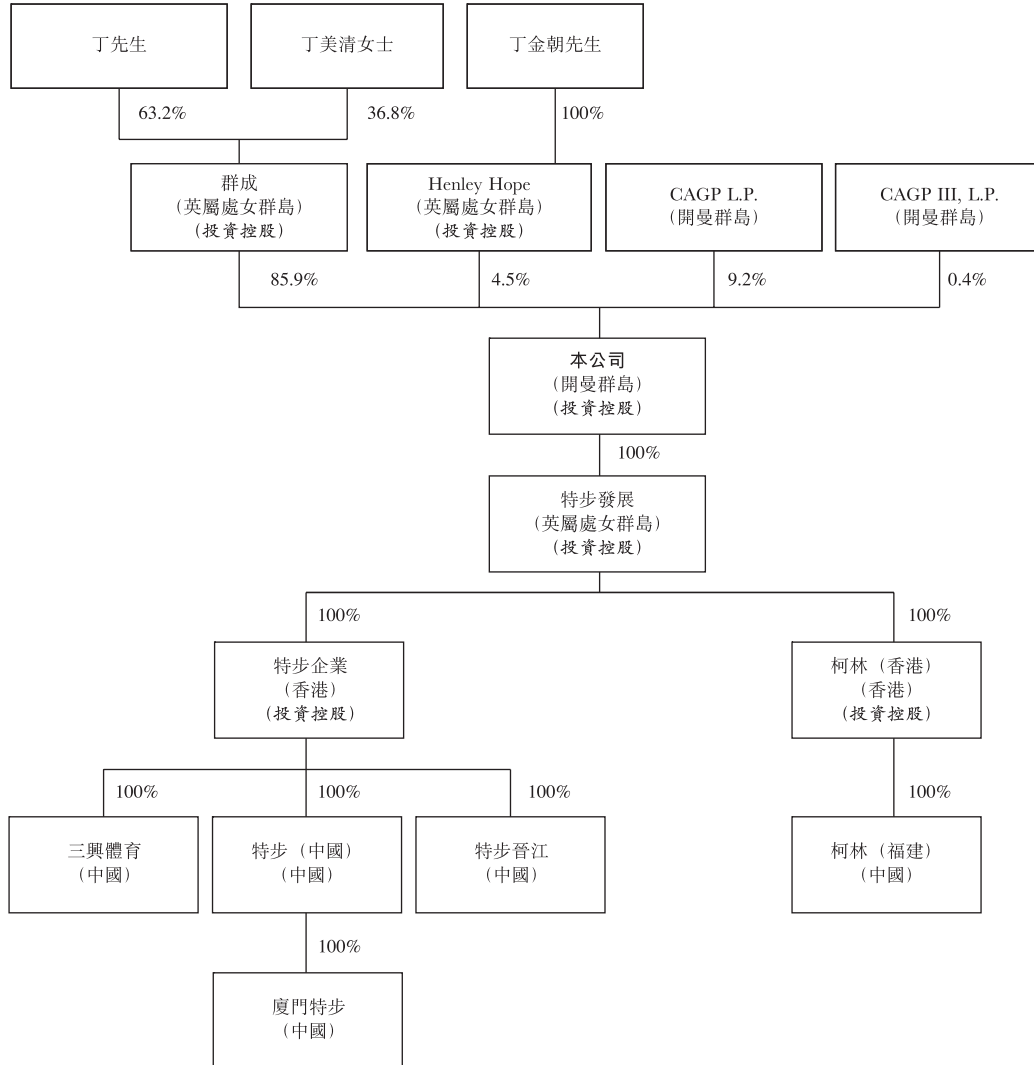 丁先生
丁美清女士
丁金朝先生
63.2%
36.8%
100%
群成
(英屬處女群島)
(投資控股)
Henley Hope
(英屬處女群島)
(投資控股)
CAGP L.P.
(開曼群島)
CAGP III, L.P.
(開曼群島)
85.9%
4.5%
9.2%
0.4%
本公司
(開曼群島)
(投資控股)
100%
特步發展
(英屬處女群島)
(投資控股)
100%
100%
特步企業
(香港)
(投資控股)
柯林(香港)
(香港)
(投資控股)
100%
100%
100%
100%
三興體育
(中國)
特步(中國)
(中國)
特步晉江
(中國)
柯林(福建)
(中國)
100%
廈門特步
(中國)